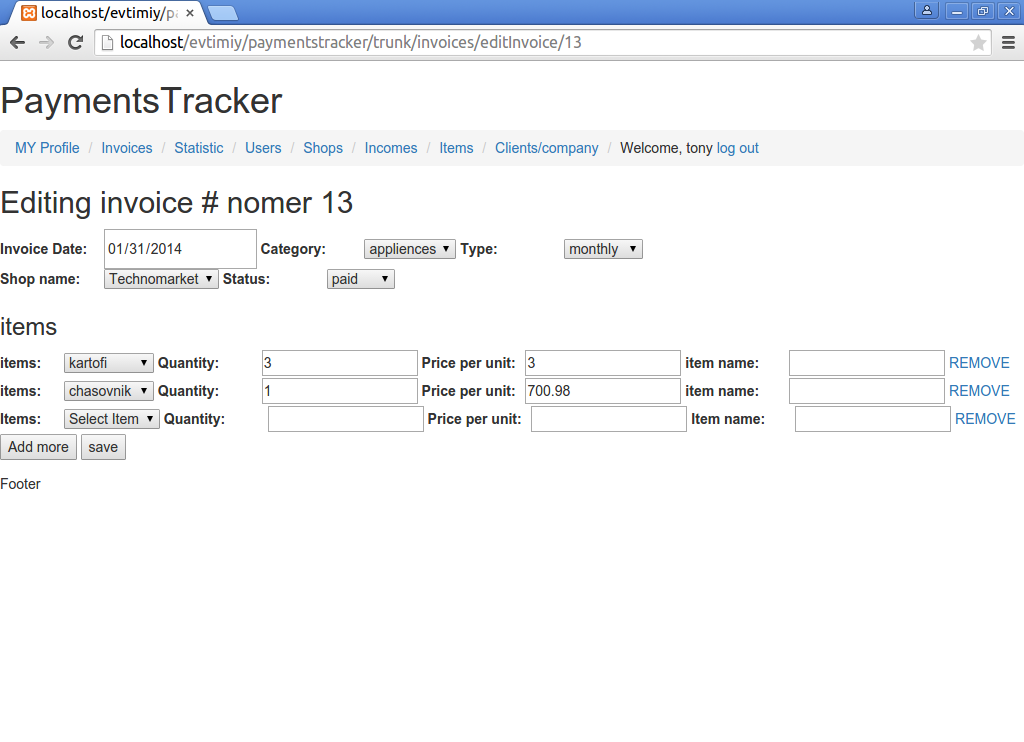 localhost/evtimiy/pa
localhost/evtimiy/paymentstracker/trunk/invoices/editInvoice/13
PaymentsTracker
MY Profile / Invoices / Statistic / Users / Shops / Incomes / Items / Clients/company / Welcome, tony log out
Editing invoice # nomer 13
Invoice Date: 01/31/2014 Category: appliences Type: monthly
Shop name: Technomarket Status: paid
items
items: kartofi Quantity: 3 Price per unit: 3 item name: REMOVE
items: chasovnik Quantity: 1 Price per unit: 700.98 item name: REMOVE
Items: Select Item Quantity: Price per unit: Item name: REMOVE
Add more save
Footer